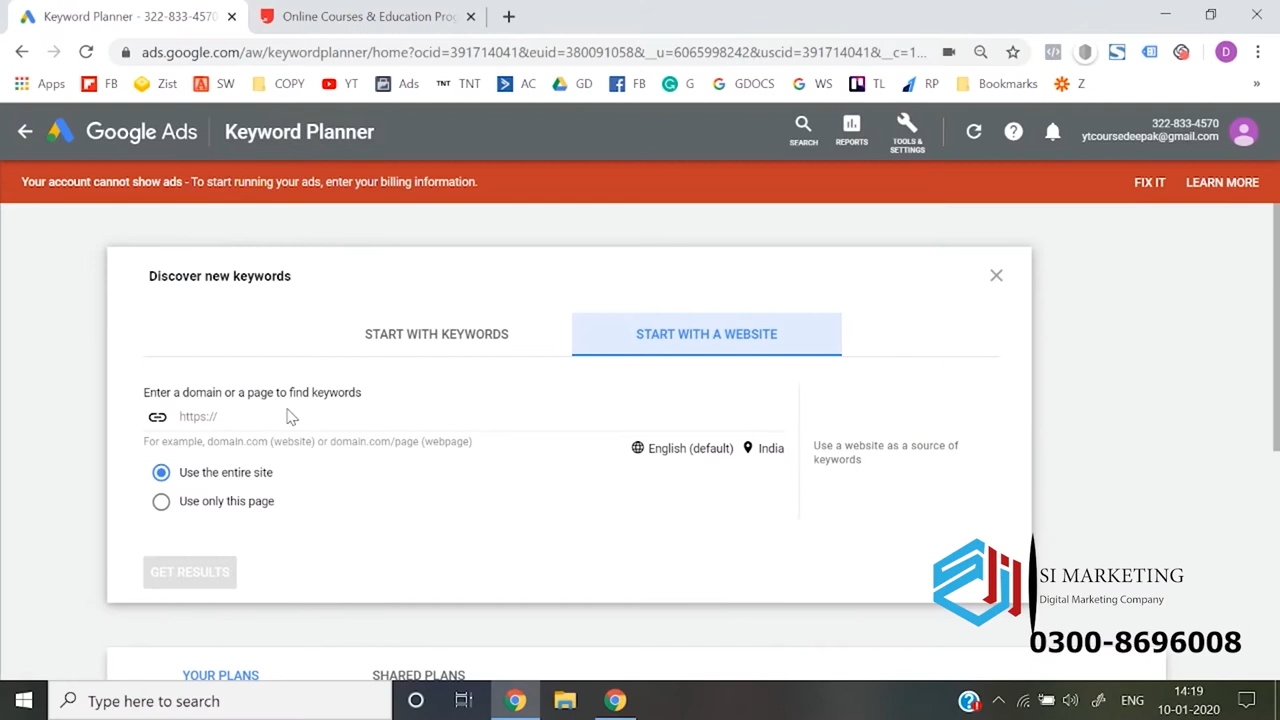 Keyword Planner - 322-833-4570
Online Courses & Education Prog
ads.google.com/aw/keywordplanner/home?ocid=391714041&euid=380091058&__u=6065998242&uscid=391714041&__c=1...
Apps FB Zist SW COPY YT Ads TNT TNT AC GD FB G GDOCS WS TL RP Bookmarks Z »
Google Ads Keyword Planner
SEARCH
REPORTS
TOOLS &
SETTINGS
322-833-4570
ytcoursedeepak@gmail.com
Your account cannot show ads - To start running your ads, enter your billing information.
FIX IT LEARN MORE
Discover new keywords
START WITH KEYWORDS
START WITH A WEBSITE
Enter a domain or a page to find keywords
https://
For example, domain.com (website) or domain.com/page (webpage)
English (default) India
Use a website as a source of
keywords
Use the entire site
Use only this page
GET RESULTS
SI MARKETING
Digital Marketing Company
0300-8696008
YOUR PLANS SHARED PLANS
Type here to search
ENG
14:19
10-01-2020